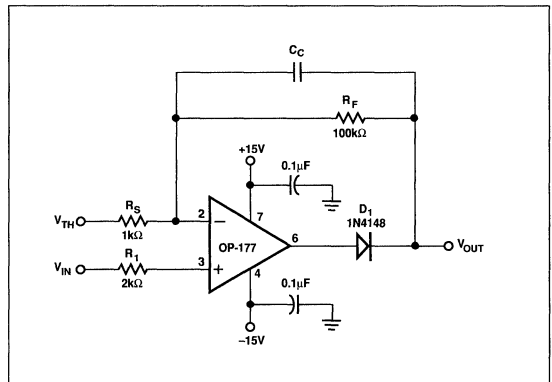 C_C
R_F
100kΩ
+15V
0.1µF
R_S
V_TH
1kΩ
2
−
7
D_1
1N4148
OP-177
6
V_OUT
R_1
V_IN
2kΩ
3
+
4
0.1µF
−15V